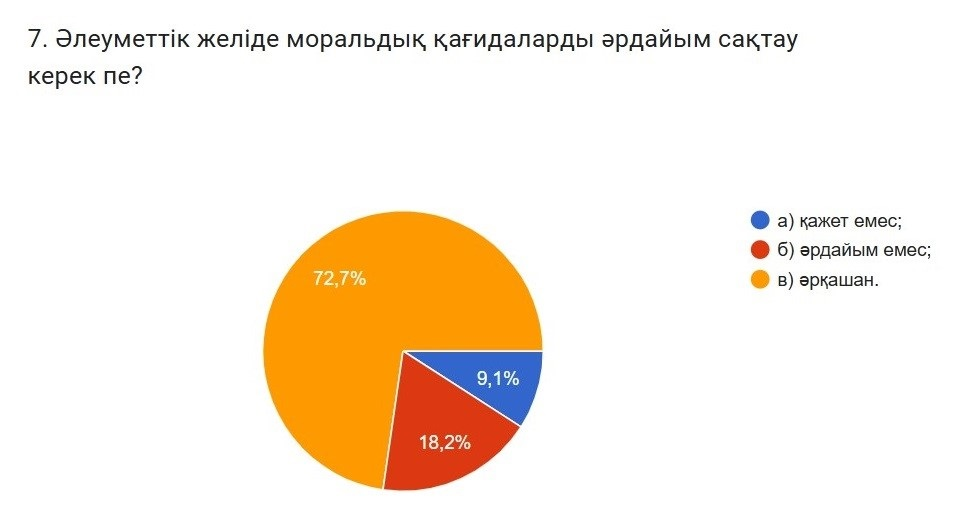 7. Әлеуметтік желіде моральдық қағидаларды әрдайым сақтау
керек пе?
72,7%
9,1%
18,2%
а) қажет емес;
б) әрдайым емес;
в) әрқашан.